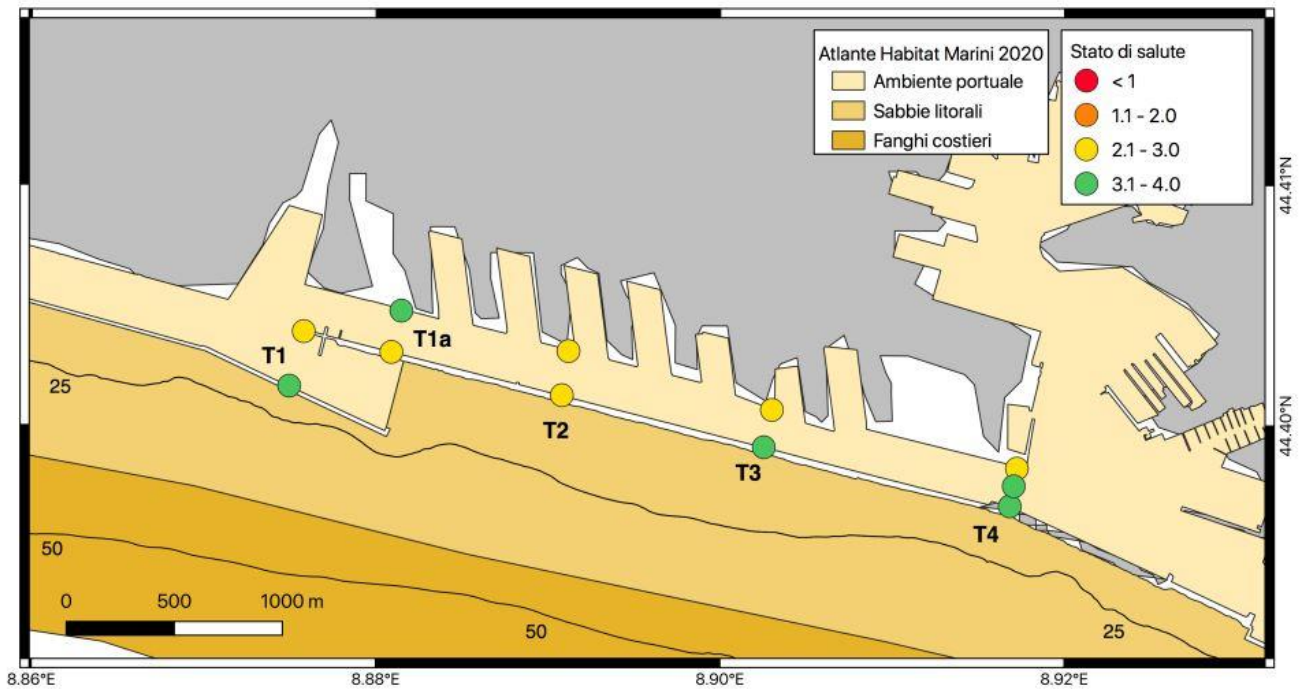 Atlante Habitat Marini 2020
Ambiente portuale
Sabbie litorali
Fanghi costieri
Stato di salute
< 1
1.1 - 2.0
2.1 - 3.0
3.1 - 4.0
44.41°N
T1a
T1
25
T2
44.40°N
T3
T4
50
0 500 1000 m
50
25
8.86°E 8.88°E 8.90°E 8.92°E